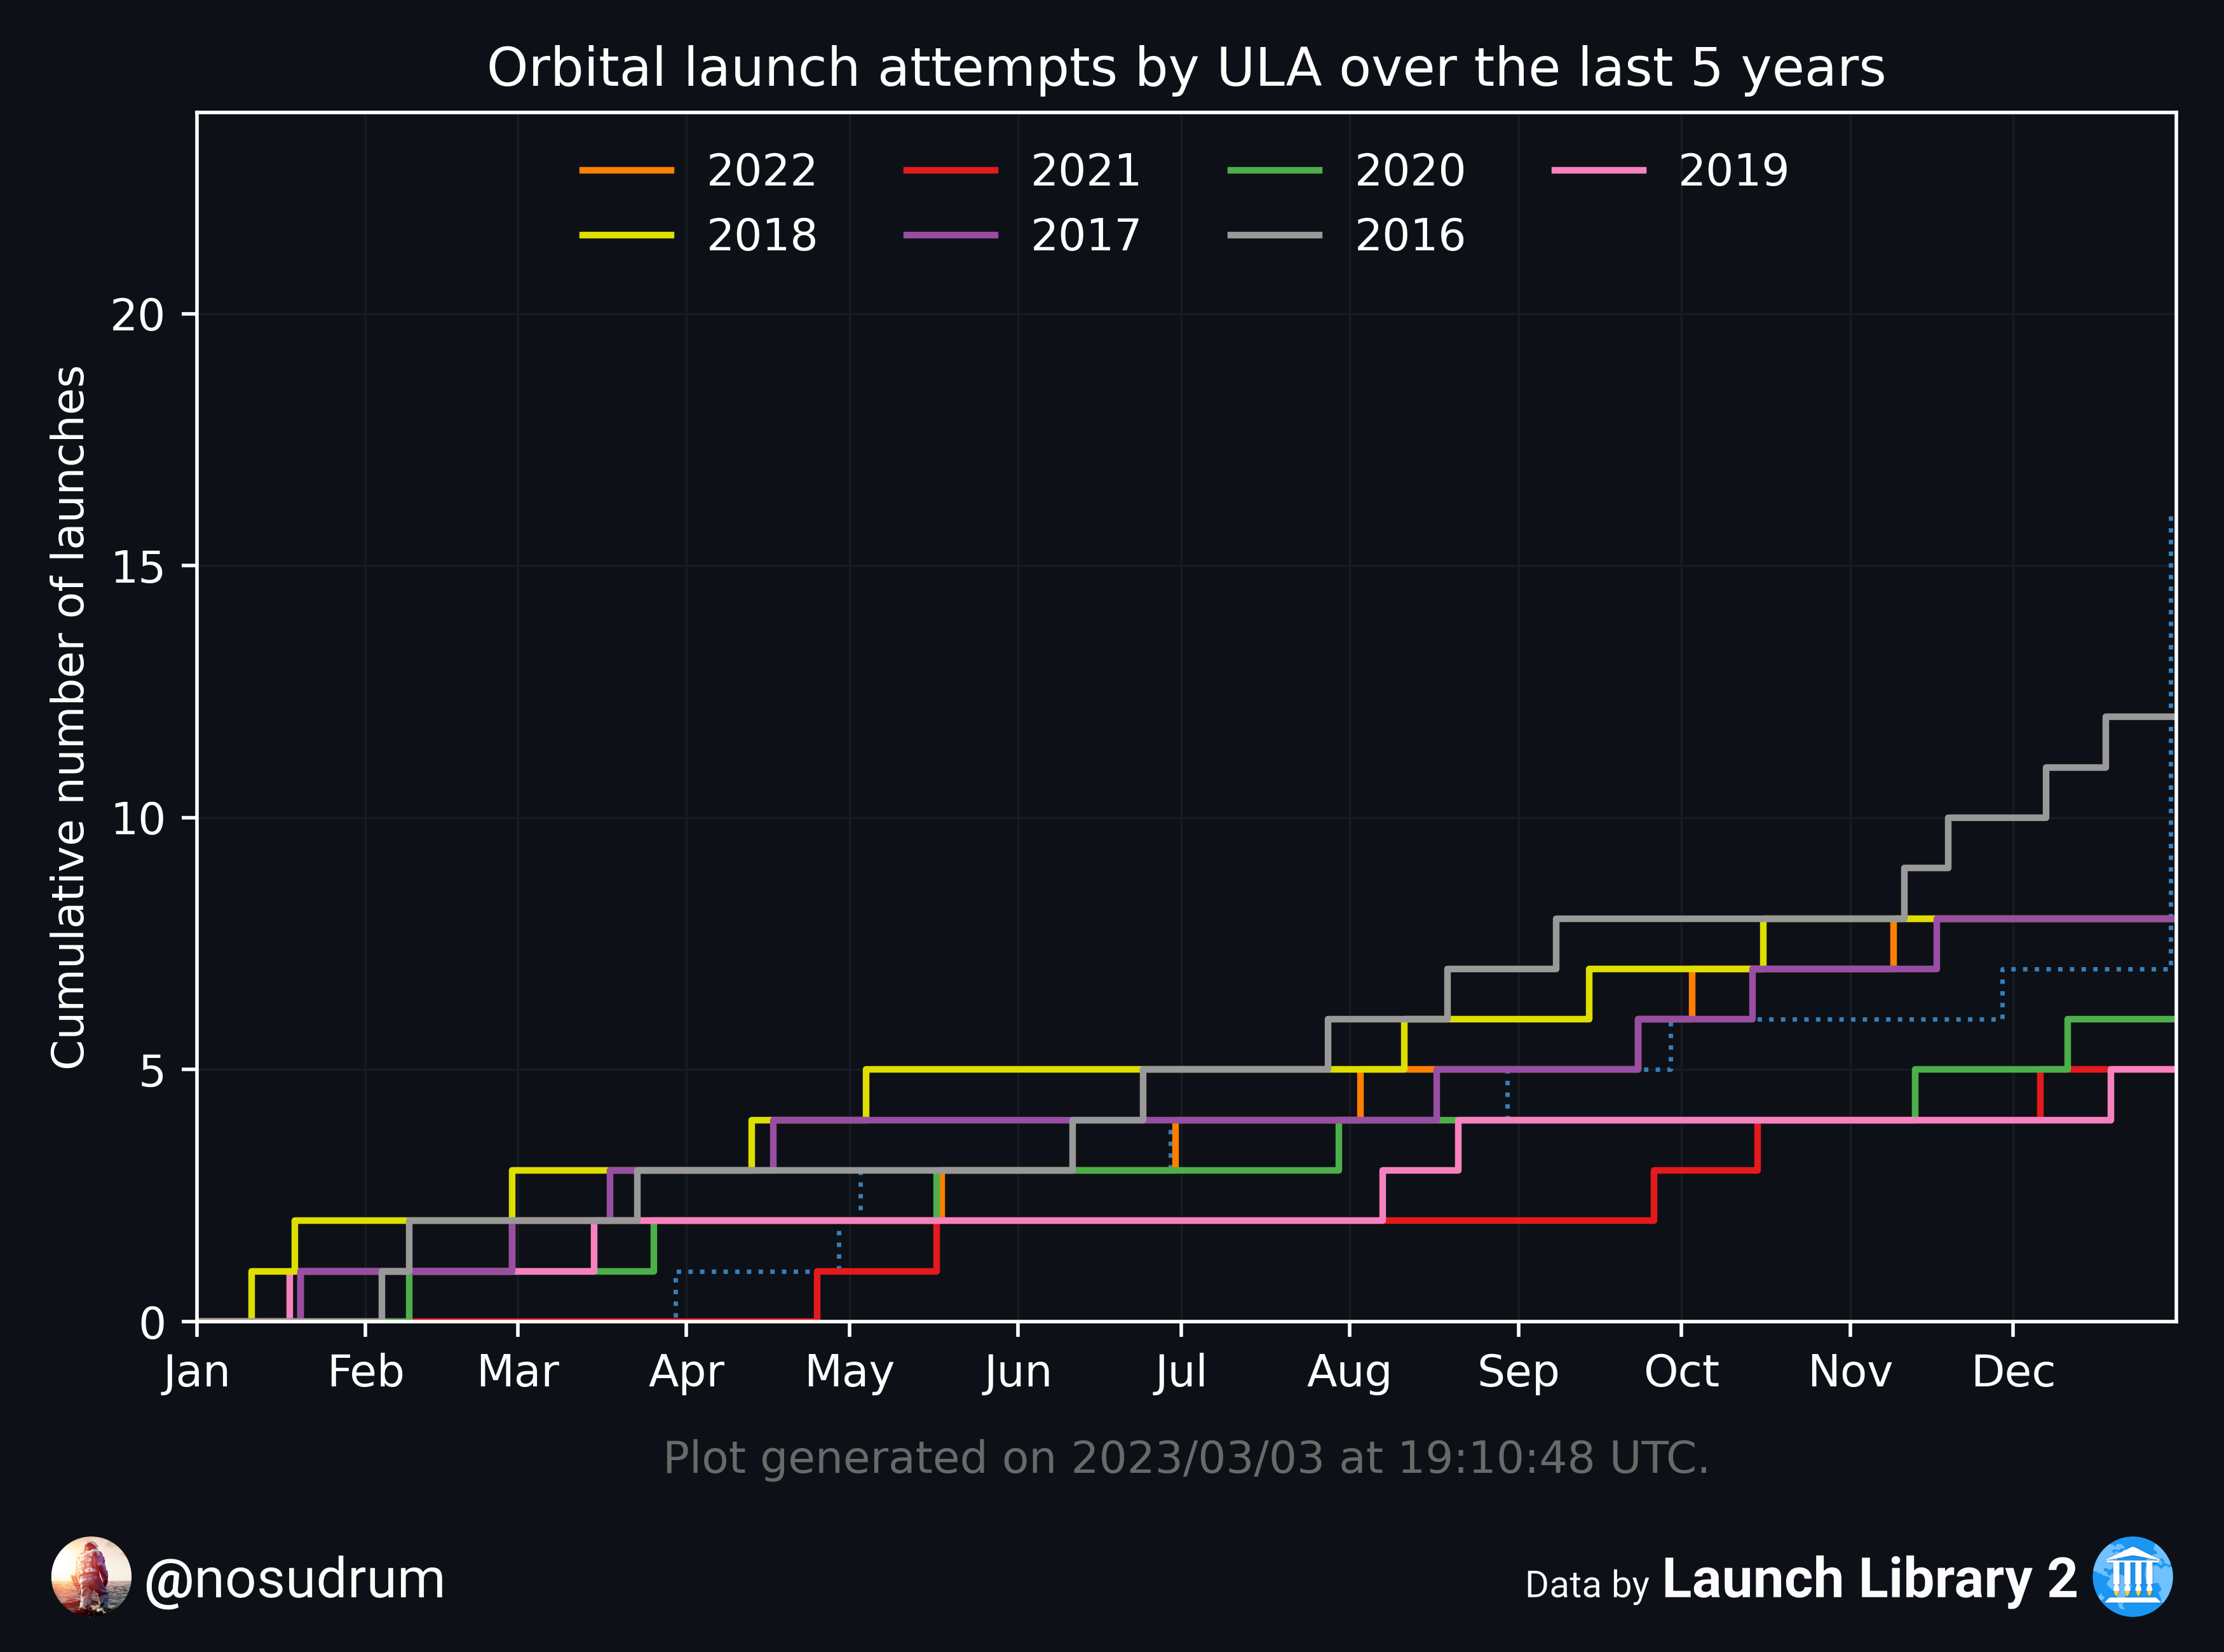 Orbital launch attempts by ULA over the last 5 years
2022 2021 2020 2019
2018 2017 2016
Cumulative number of launches
20
15
10
5
0
Jan Feb Mar Apr May Jun Jul Aug Sep Oct Nov Dec
Plot generated on 2023/03/03 at 19:10:48 UTC.
@nosudrum
Data by Launch Library 2